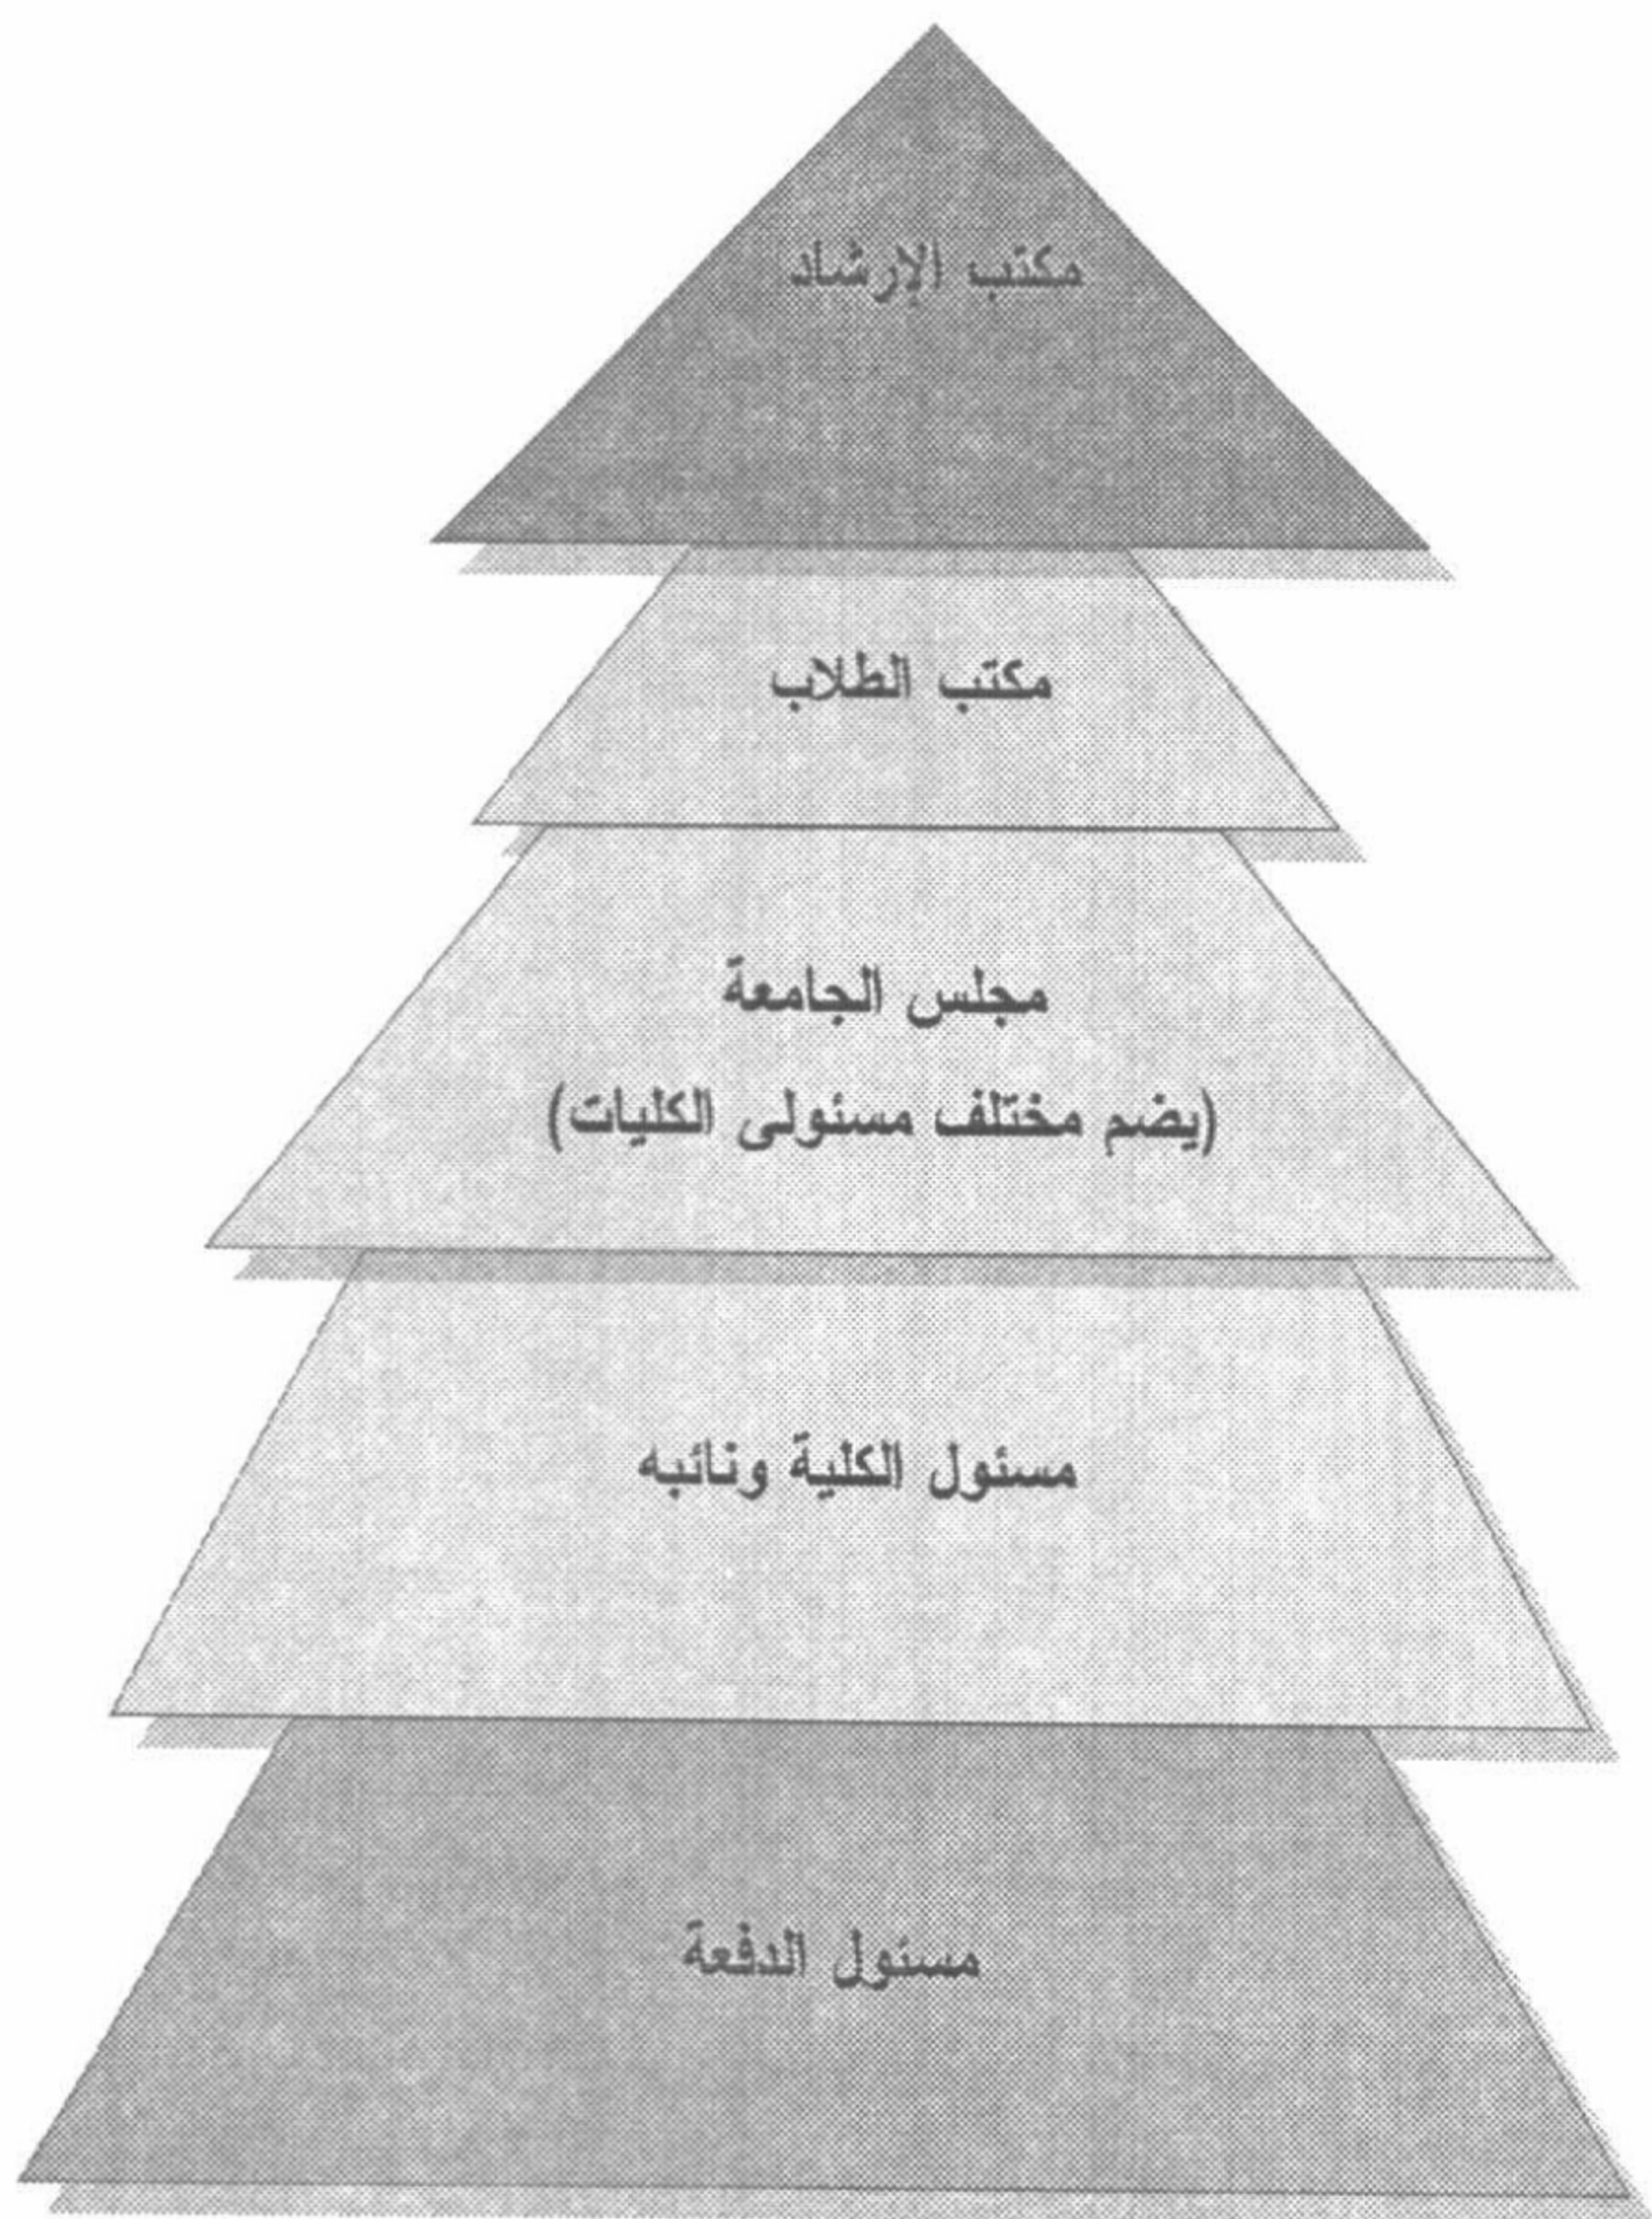 مكتب الإرشاد
مكتب الطلاب
مجلس الجامعة
(يضم مختلف مسئولى الكليات)
مسئول الكلية ونائبه
مسئول الدفعة